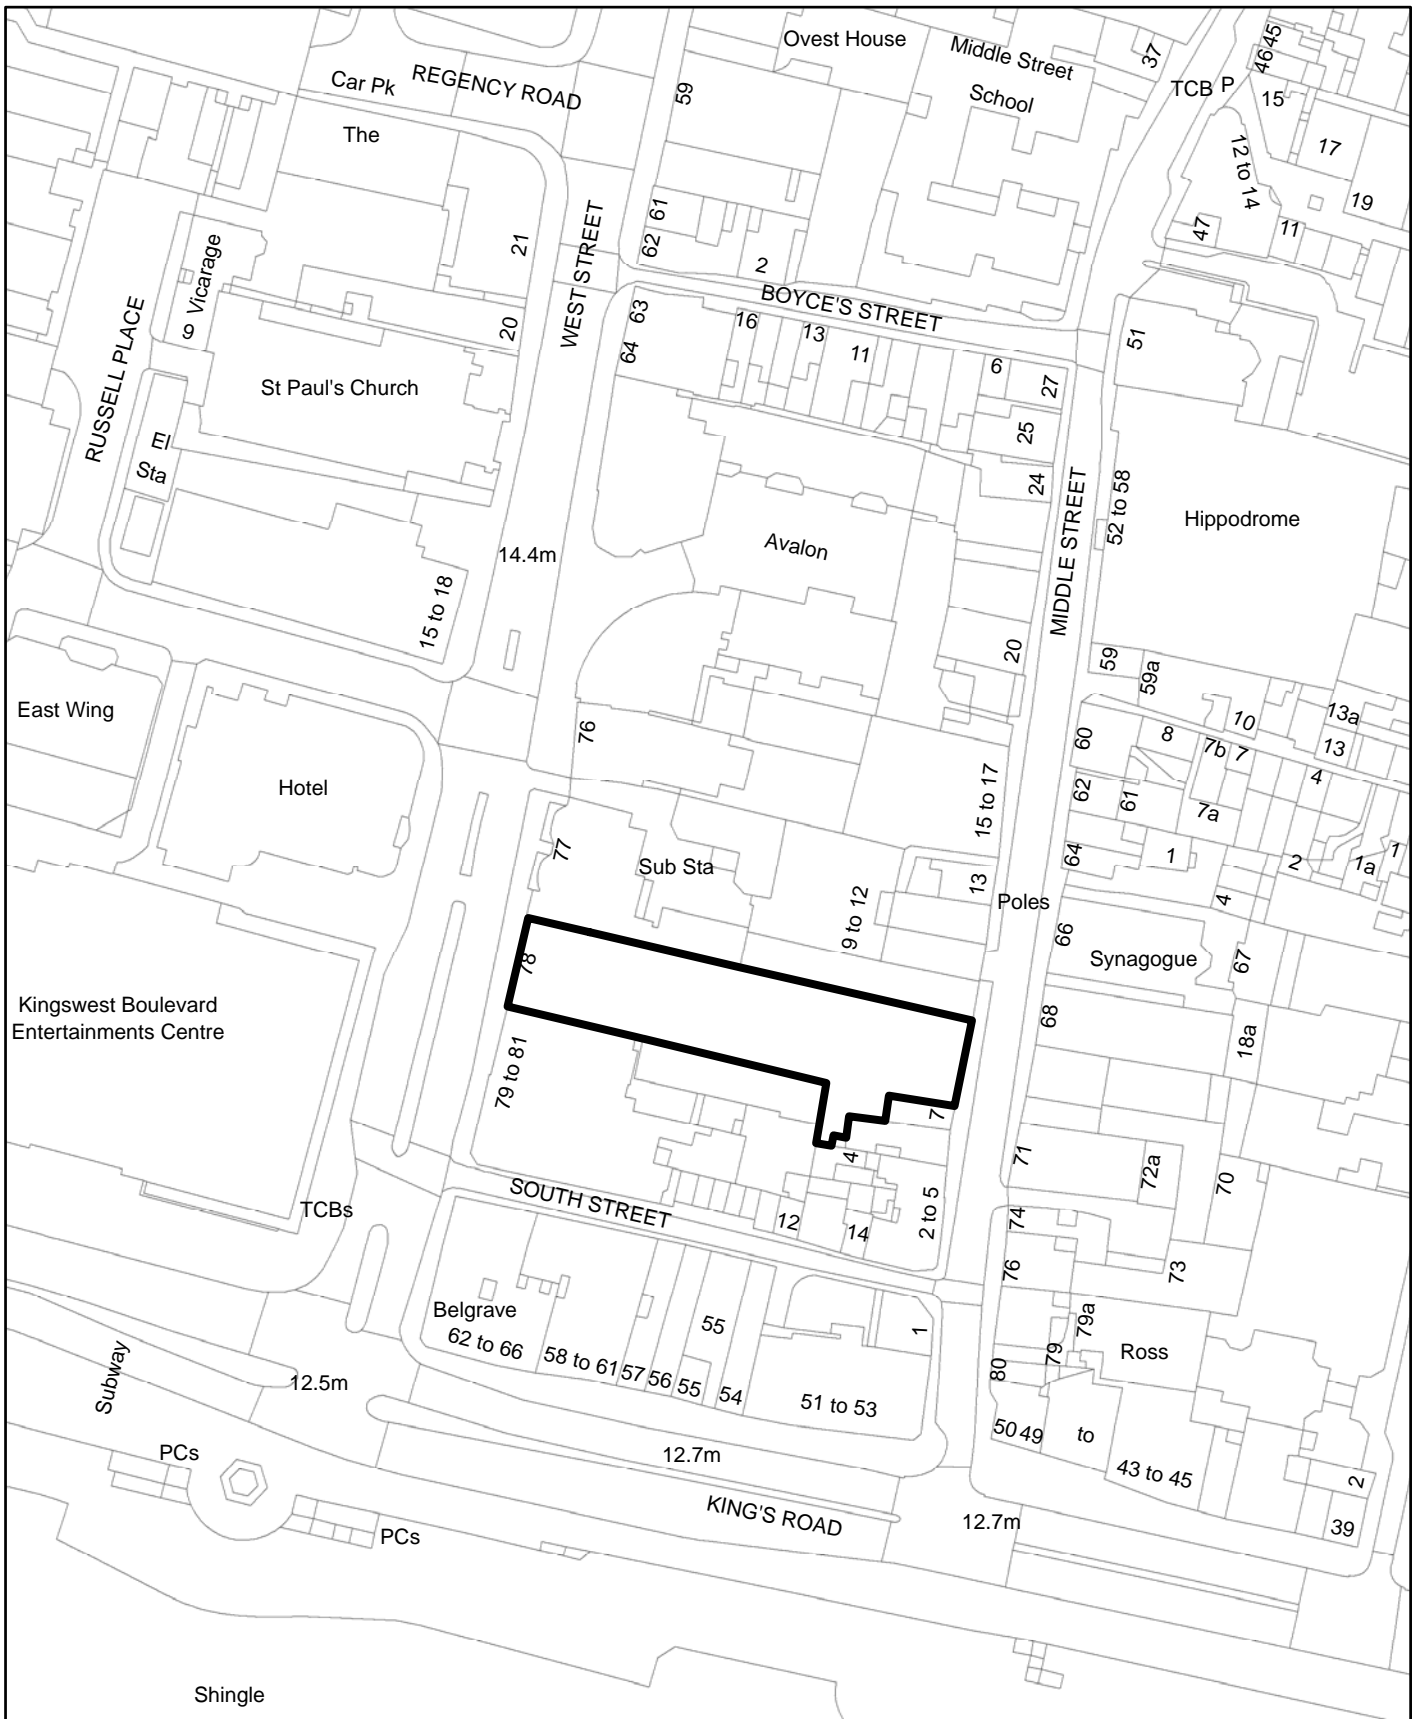 Ovest House
Middle Street
School
37
45
46
TCB
P
15
17
19
12 to 14
47
11
Car Pk
REGENCY ROAD
The
59
61
62
2
21
20
WEST STREET
Vicarage
9
RUSSELL PLACE
St Paul's Church
El
Sta
BOYCE'S STREET
63
64
16
13
11
6
27
25
24
51
52 to 58
Hippodrome
MIDDLE STREET
14.4m
15 to 18
Avalon
20
59
59a
East Wing
Hotel
76
77
Sub Sta
15 to 17
13
9 to 12
Poles
60
62
61
64
8
7b
7
7a
10
13a
13
4
1
2
1a
1
4
66
Synagogue
67
68
18a
78
79 to 81
7
Kingswest Boulevard
Entertainments Centre
71
72a
70
4
12
14
2 to 5
SOUTH STREET
TCBs
74
76
73
79a
79
80
Ross
Belgrave
62 to 66
58 to 61
57
56
55
55
54
51 to 53
1
50
49
to
43 to 45
2
39
Subway
12.5m
12.7m
12.7m
KING'S ROAD
PCs
PCs
Shingle